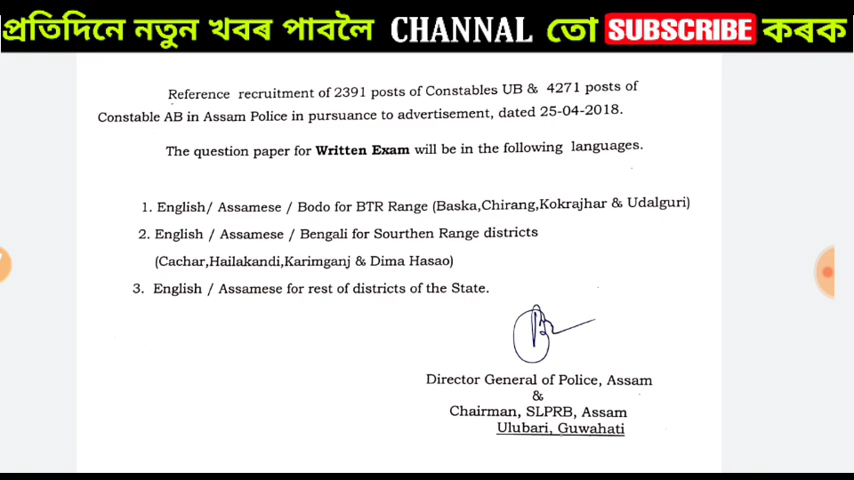 প্ৰতিদিনে নতুন খবৰ পাবলৈ CHANNAL তো SUBSCRIBE কৰক
Reference recruitment of 2391 posts of Constables UB & 4271 posts of
Constable AB in Assam Police in pursuance to advertisement, dated 25-04-2018.
The question paper for Written Exam will be in the following languages.
1. English/ Assamese / Bodo for BTR Range (Baska,Chirang,Kokrajhar & Udalguri)
2. English / Assamese / Bengali for Sourthen Range districts
(Cachar,Hailakandi,Karimganj & Dima Hasao)
3. English / Assamese for rest of districts of the State.
Director General of Police, Assam
&
Chairman, SLPRB, Assam
Ulubari, Guwahati